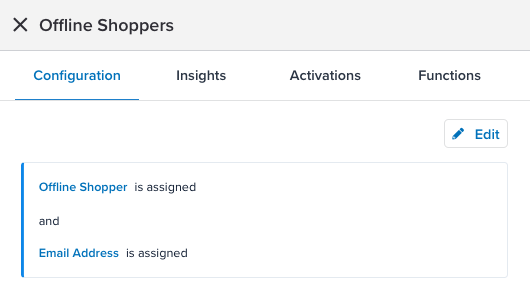 Offline Shoppers
Configuration Insights Activations Functions
Edit
Offline Shopper is assigned
and
Email Address is assigned